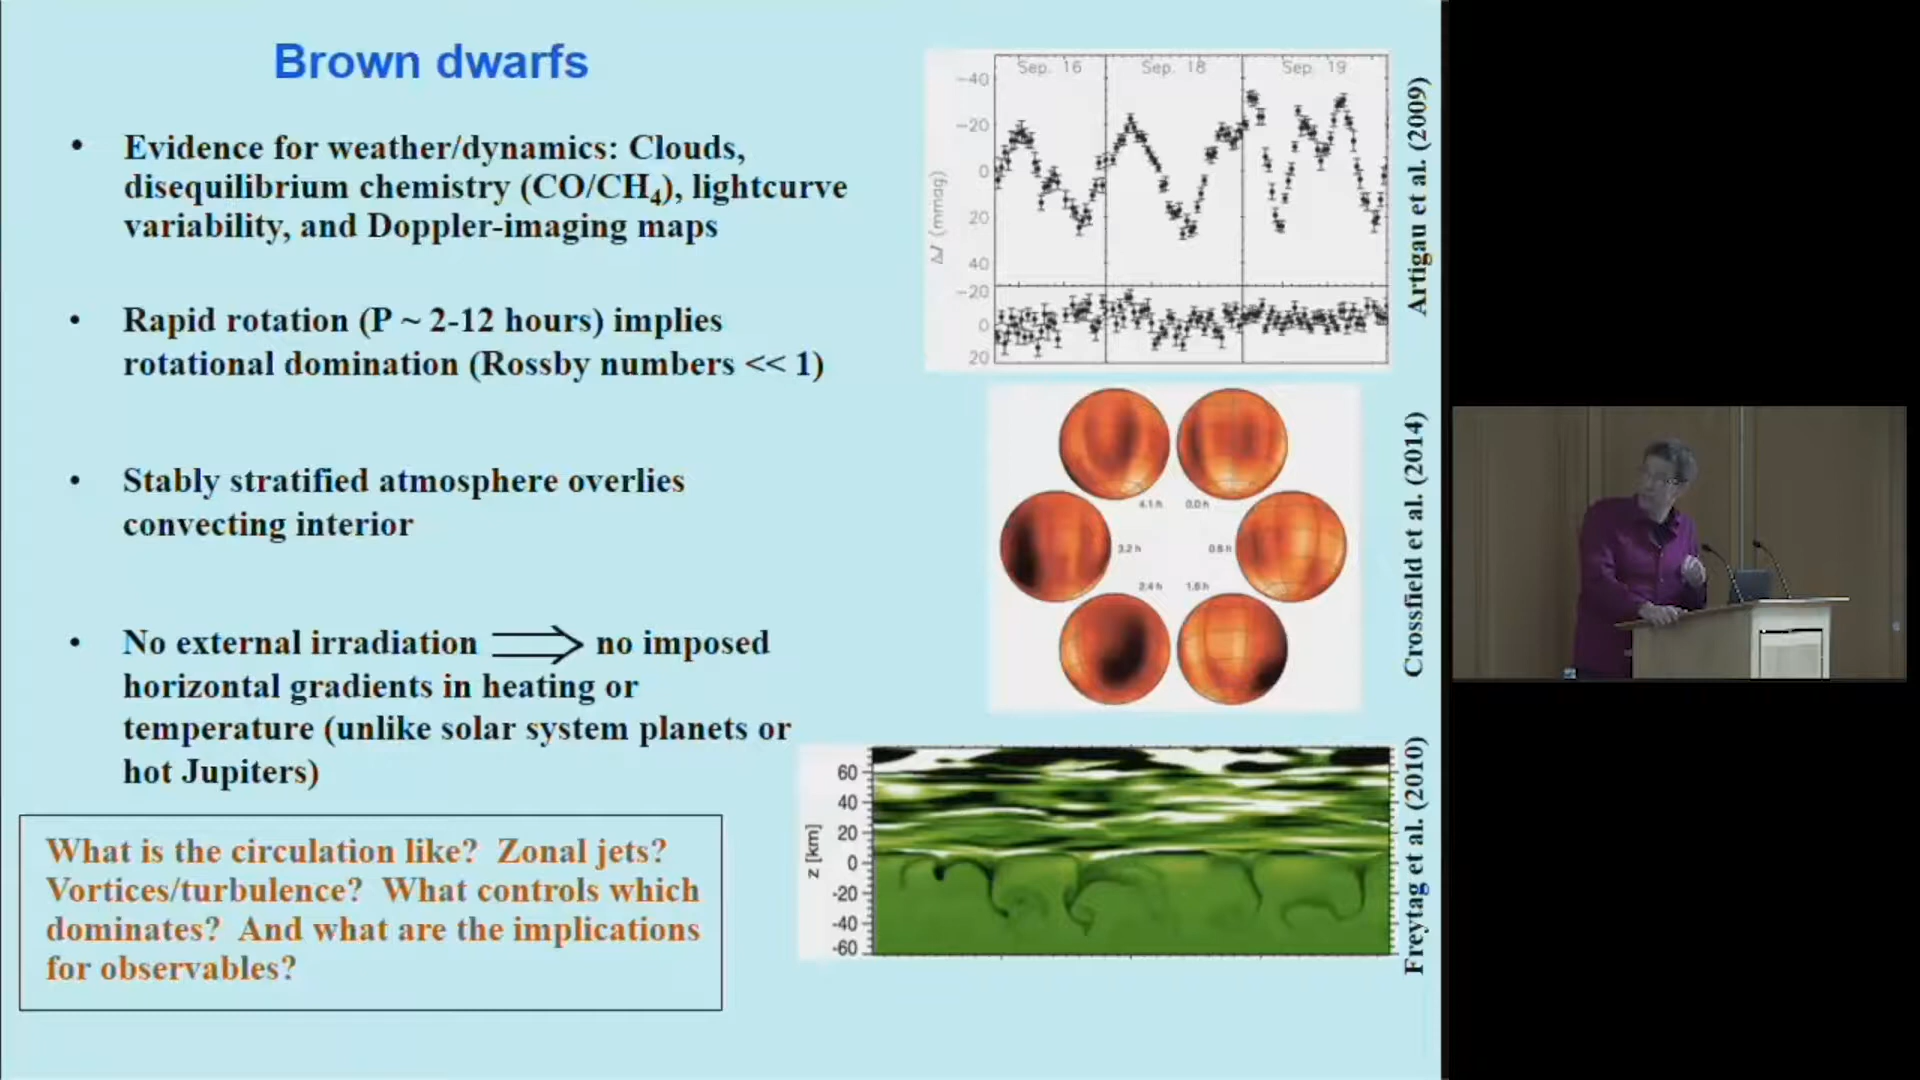 Brown dwarfs
• Evidence for weather/dynamics: Clouds,
disequilibrium chemistry (CO/CH₄), lightcurve
variability, and Doppler-imaging maps
• Rapid rotation (P ~ 2-12 hours) implies
rotational domination (Rossby numbers << 1)
• Stably stratified atmosphere overlies
convecting interior
• No external irradiation ⟹ no imposed
horizontal gradients in heating or
temperature (unlike solar system planets or
hot Jupiters)
What is the circulation like? Zonal jets?
Vortices/turbulence? What controls which
dominates? And what are the implications
for observables?
Sep. 16 Sep. 18 Sep. 19
-40
-20
0
20
40
-20
0
20
ΔJ (mmag)
Artigau et al. (2009)
4.1 h 0.0 h
3.2 h 0.8 h
2.4 h 1.6 h
Crossfield et al. (2014)
60
40
20
0
-20
-40
-60
z [km]
Freytag et al. (2010)